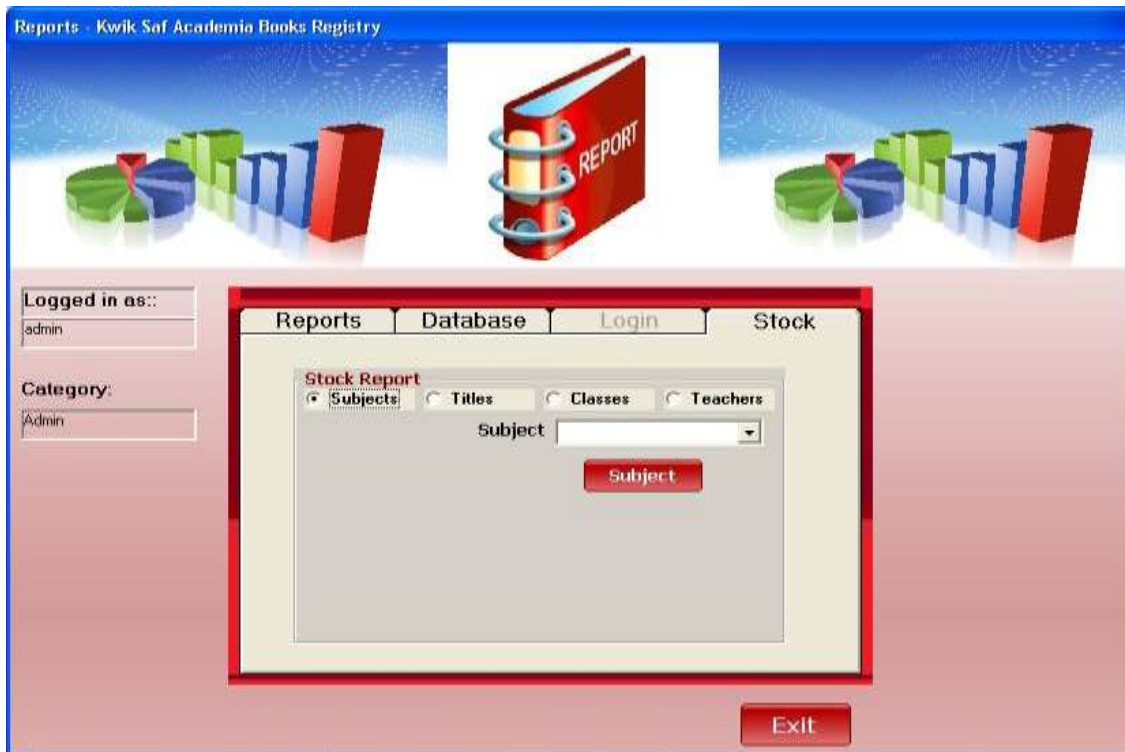 Reports - Kwik Saf Academia Books Registry
REPORT
Logged in as::
admin
Category:
Admin
Reports Database Login Stock
Stock Report
Subjects Titles Classes Teachers
Subject
Subject
Exit